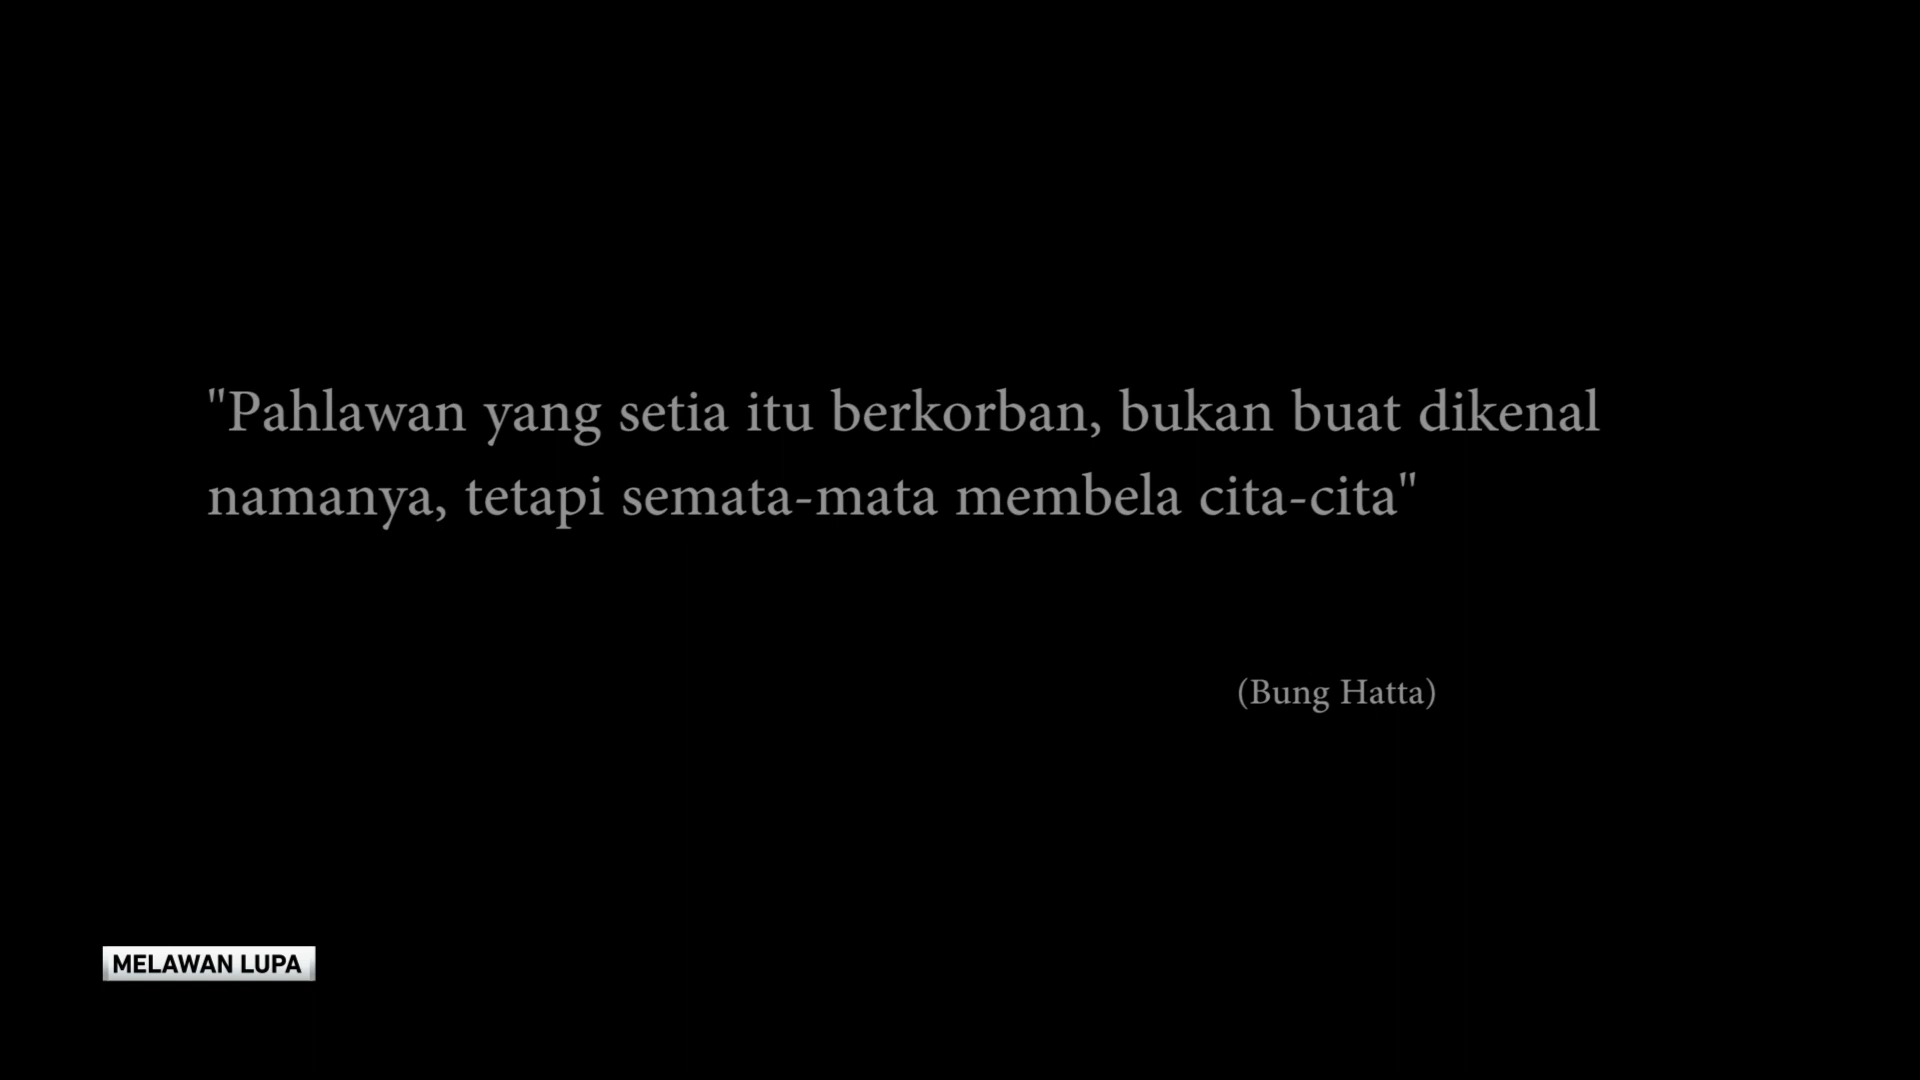 "Pahlawan yang setia itu berkorban, bukan buat dikenal
namanya, tetapi semata-mata membela cita-cita"
(Bung Hatta)
MELAWAN LUPA